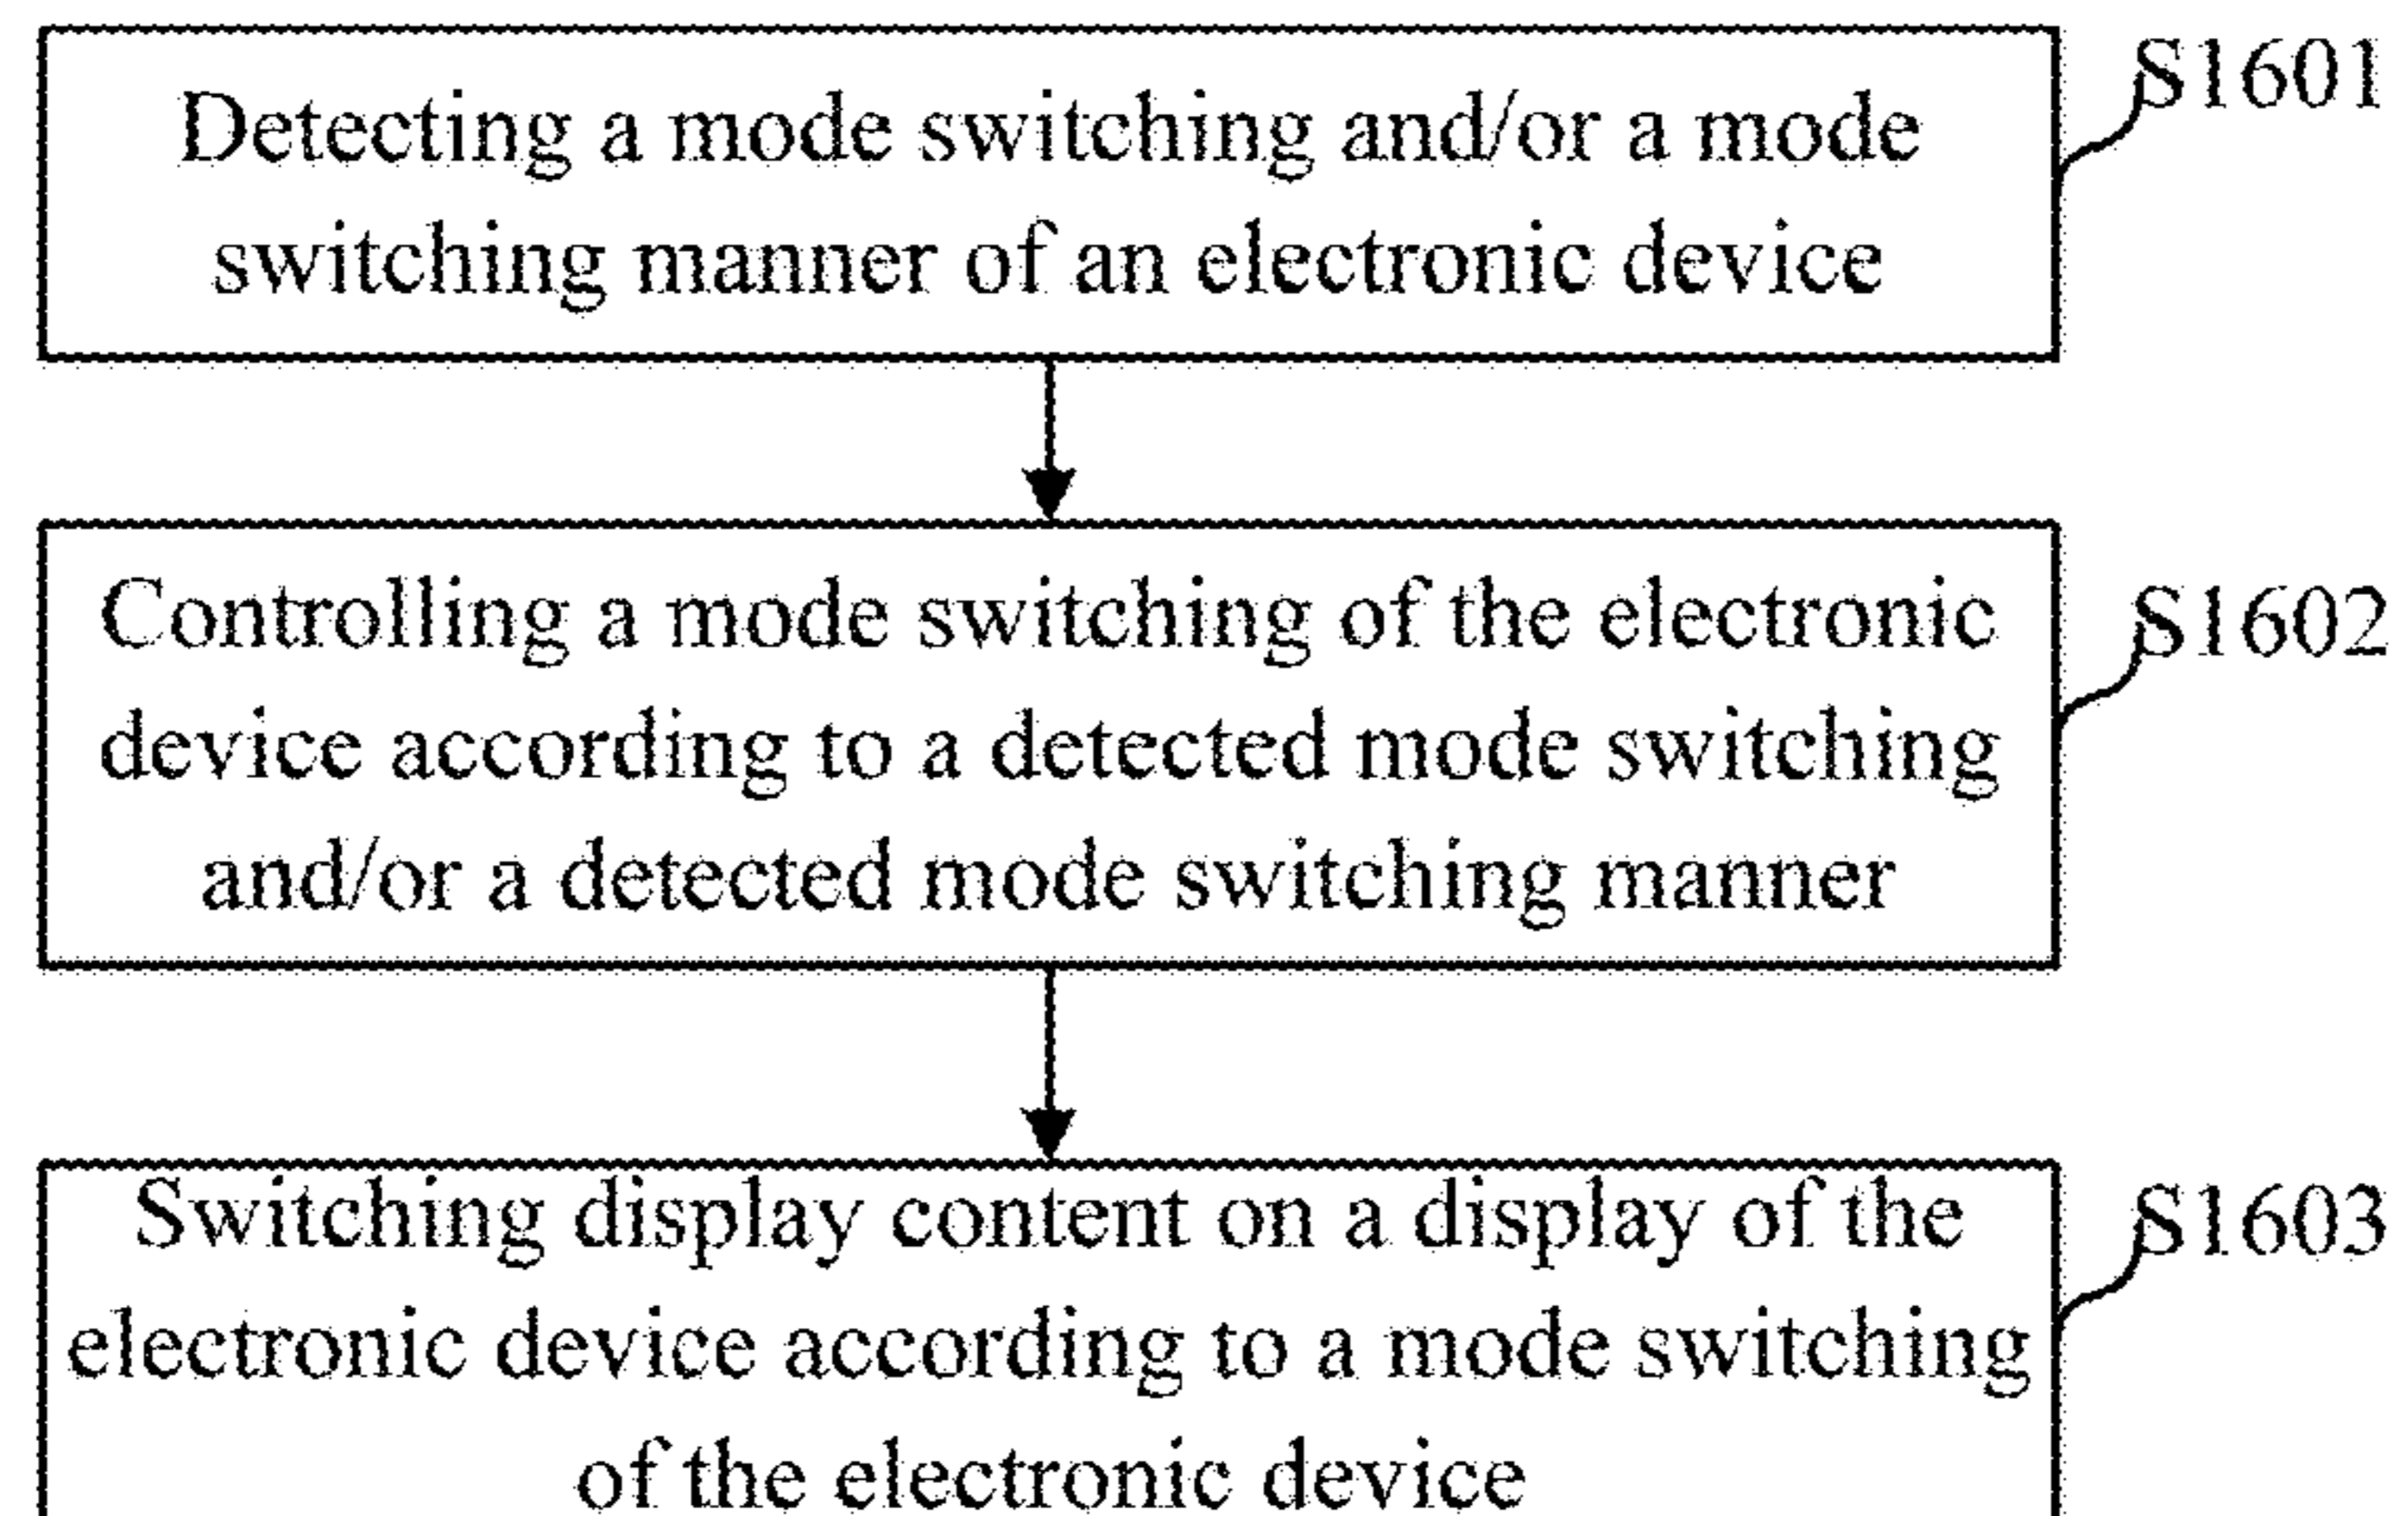 Detecting a mode switching and/or a mode
switching manner of an electronic device
S1601
Controlling a mode switching of the electronic
device according to a detected mode switching
and/or a detected mode switching manner
S1602
Switching display content on a display of the
electronic device according to a mode switching
of the electronic device
S1603